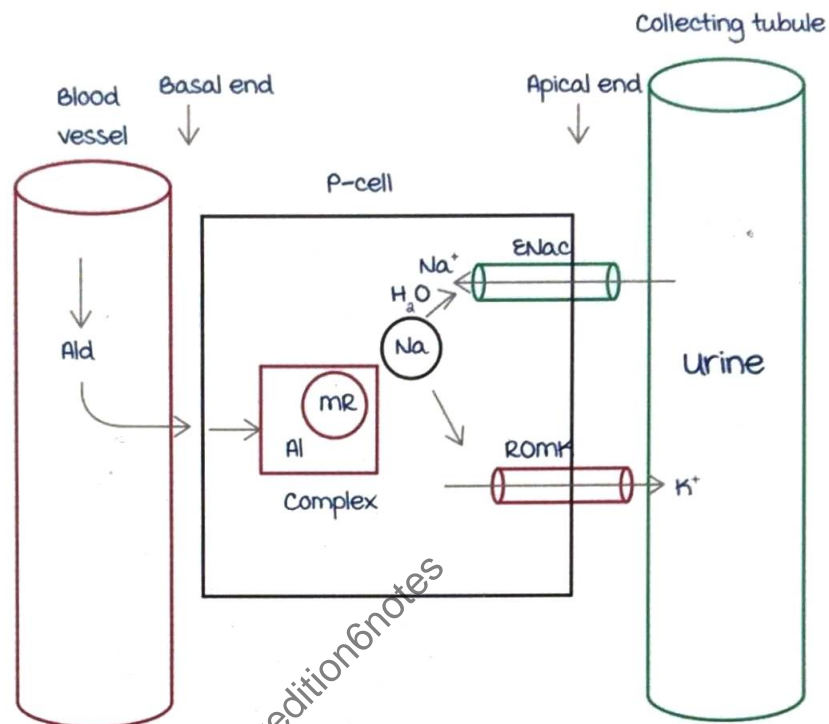 Collecting tubule
Blood
vessel
Basal end
Apical end
P-cell
ENac
Na⁺
H₂O
Na
Ald
Urine
MR
Al
Complex
ROMK
K⁺
edition6notes